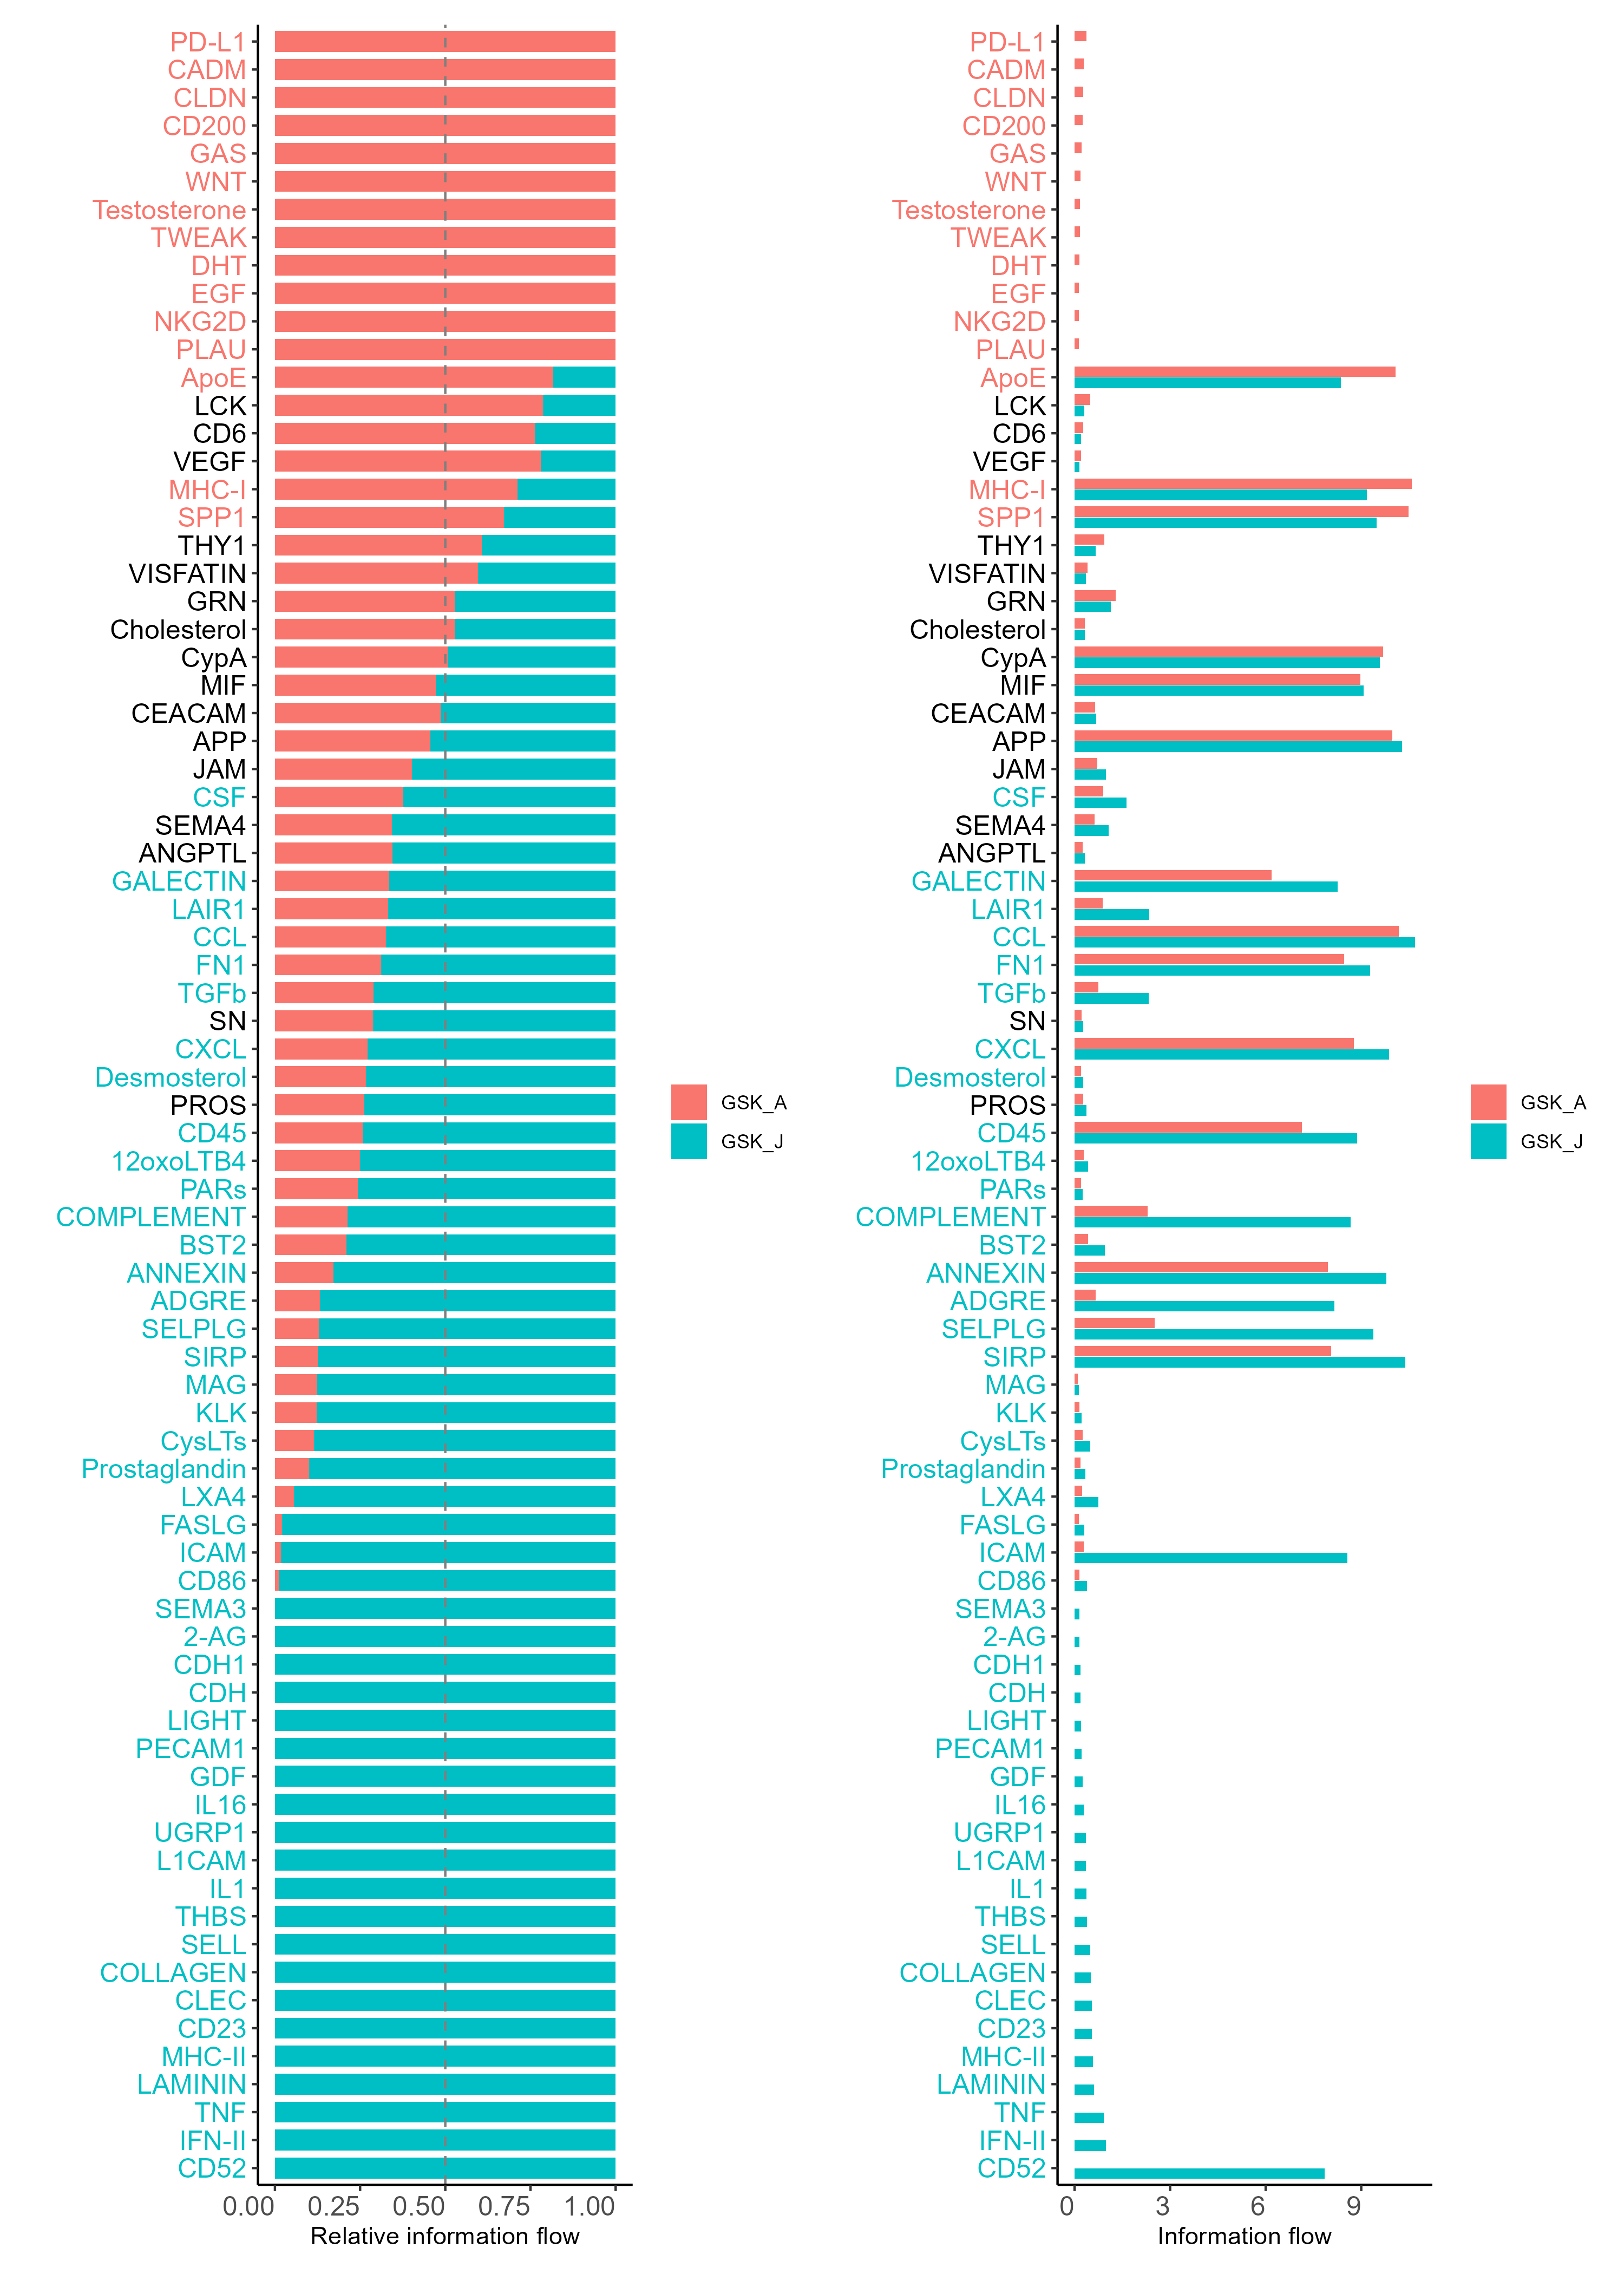 PD-L1
CADM
CLDN
CD200
GAS
WNT
Testosterone
TWEAK
DHT
EGF
NKG2D
PLAU
ApoE
LCK
CD6
VEGF
MHC-I
SPP1
THY1
VISFATIN
GRN
Cholesterol
CypA
MIF
CEACAM
APP
JAM
CSF
SEMA4
ANGPTL
GALECTIN
LAIR1
CCL
FN1
TGFb
SN
CXCL
Desmosterol
PROS
CD45
12oxoLTB4
PARs
COMPLEMENT
BST2
ANNEXIN
ADGRE
SELPLG
SIRP
MAG
KLK
CysLTs
Prostaglandin
LXA4
FASLG
ICAM
CD86
SEMA3
2-AG
CDH1
CDH
LIGHT
PECAM1
GDF
IL16
UGRP1
L1CAM
IL1
THBS
SELL
COLLAGEN
CLEC
CD23
MHC-II
LAMININ
TNF
IFN-II
CD52
0.00 0.25 0.50 0.75 1.00
Relative information flow
GSK_A
GSK_J
PD-L1
CADM
CLDN
CD200
GAS
WNT
Testosterone
TWEAK
DHT
EGF
NKG2D
PLAU
ApoE
LCK
CD6
VEGF
MHC-I
SPP1
THY1
VISFATIN
GRN
Cholesterol
CypA
MIF
CEACAM
APP
JAM
CSF
SEMA4
ANGPTL
GALECTIN
LAIR1
CCL
FN1
TGFb
SN
CXCL
Desmosterol
PROS
CD45
12oxoLTB4
PARs
COMPLEMENT
BST2
ANNEXIN
ADGRE
SELPLG
SIRP
MAG
KLK
CysLTs
Prostaglandin
LXA4
FASLG
ICAM
CD86
SEMA3
2-AG
CDH1
CDH
LIGHT
PECAM1
GDF
IL16
UGRP1
L1CAM
IL1
THBS
SELL
COLLAGEN
CLEC
CD23
MHC-II
LAMININ
TNF
IFN-II
CD52
0 3 6 9
Information flow
GSK_A
GSK_J